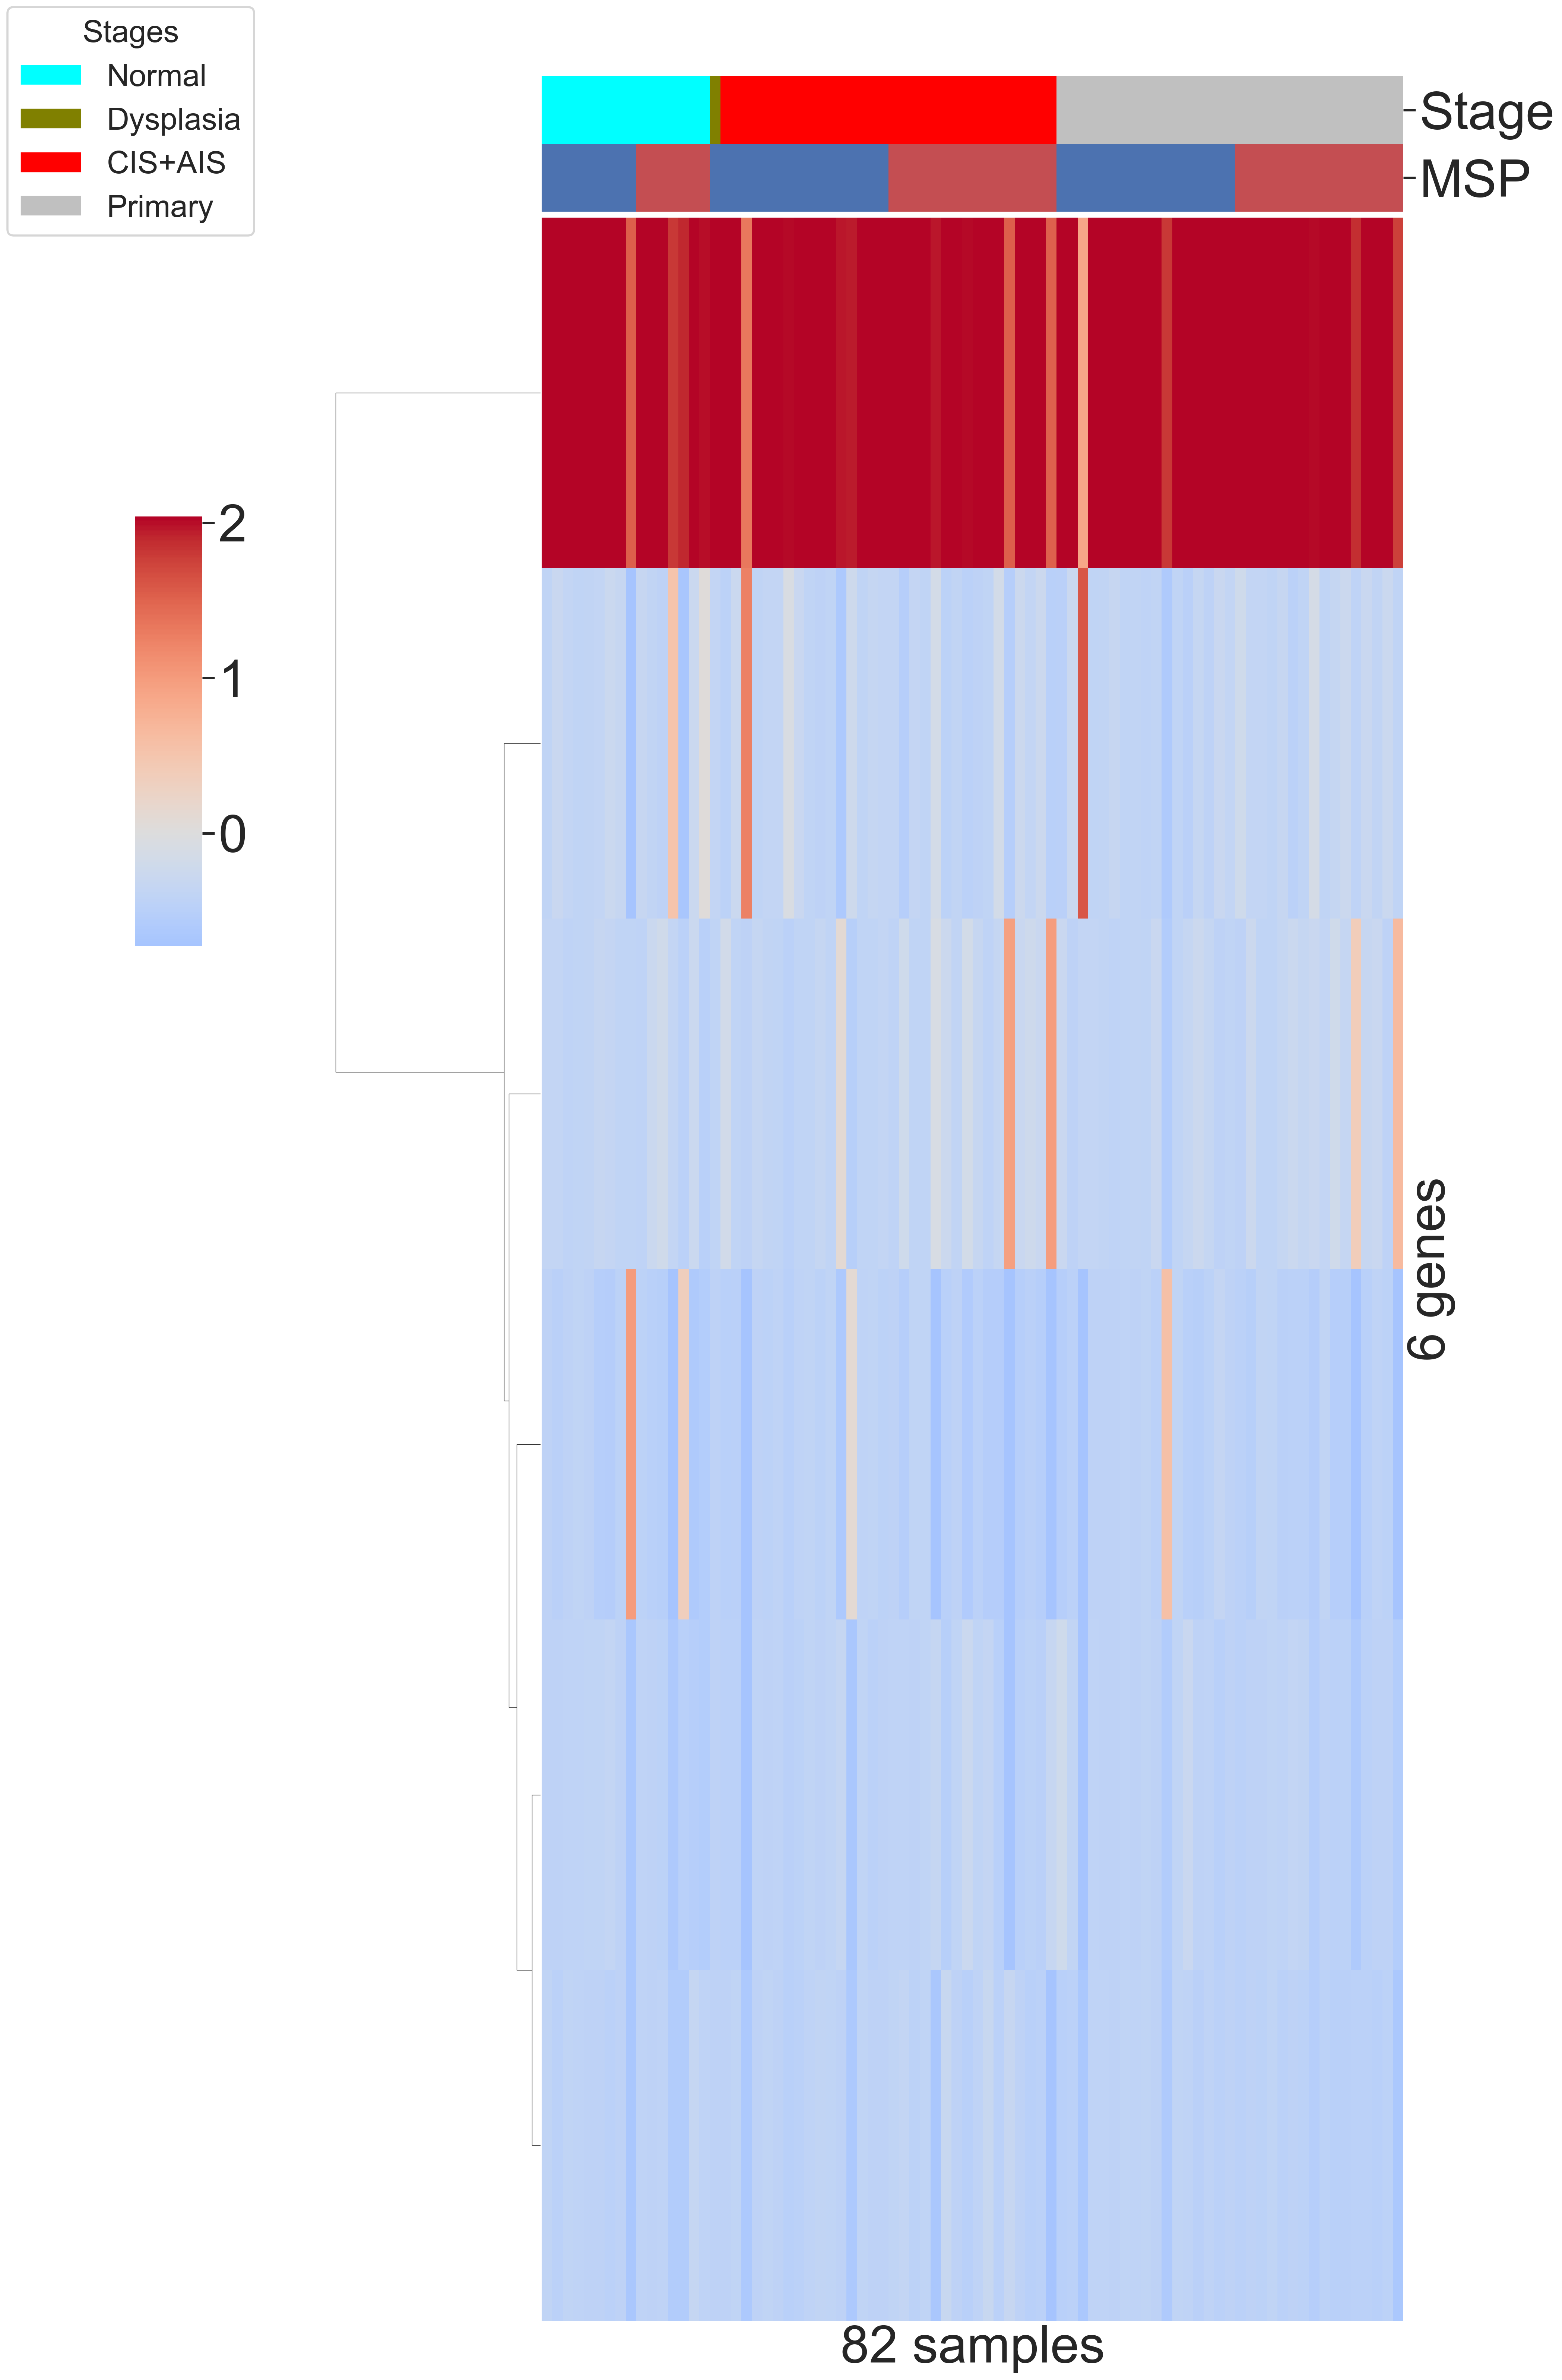 Stages
Normal
Dysplasia
CIS+AIS
Primary
Stage
MSP
2
1
0
6 genes
82 samples